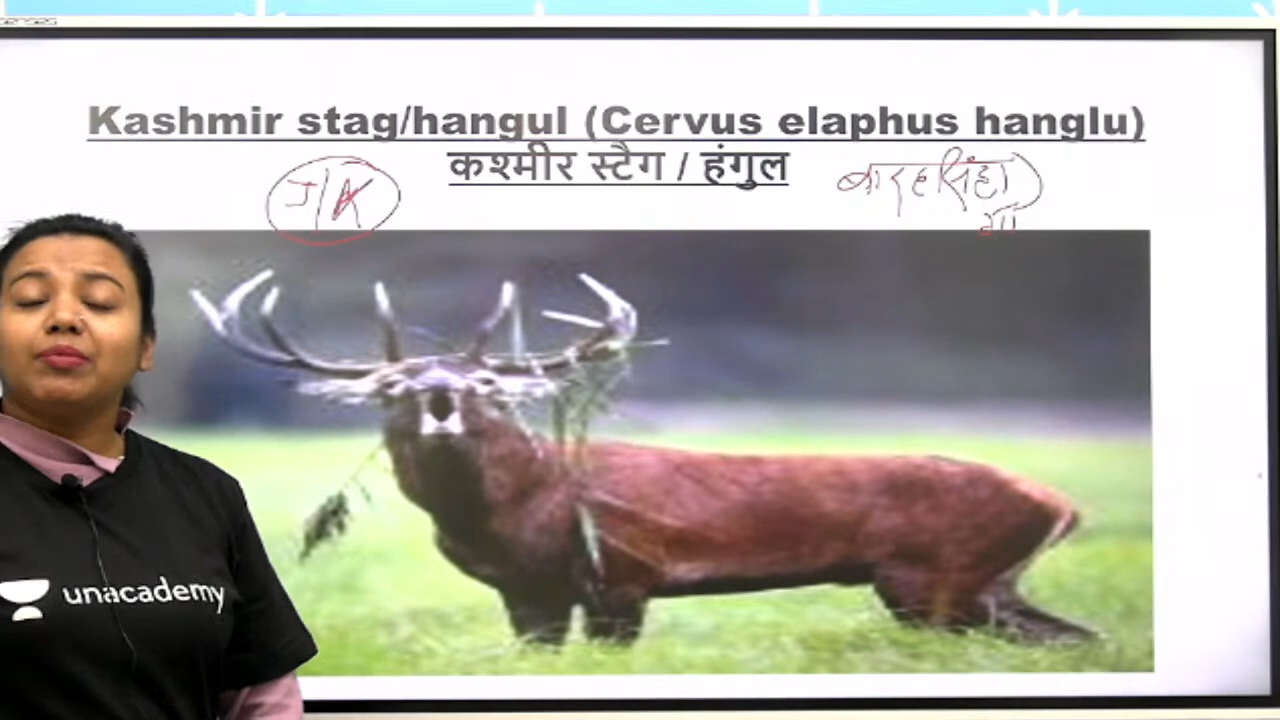 Kashmir stag/hangul (Cervus elaphus hanglu)
कश्मीर स्टैग / हंगुल
J/K
बारहसिंहा
गा
unacademy